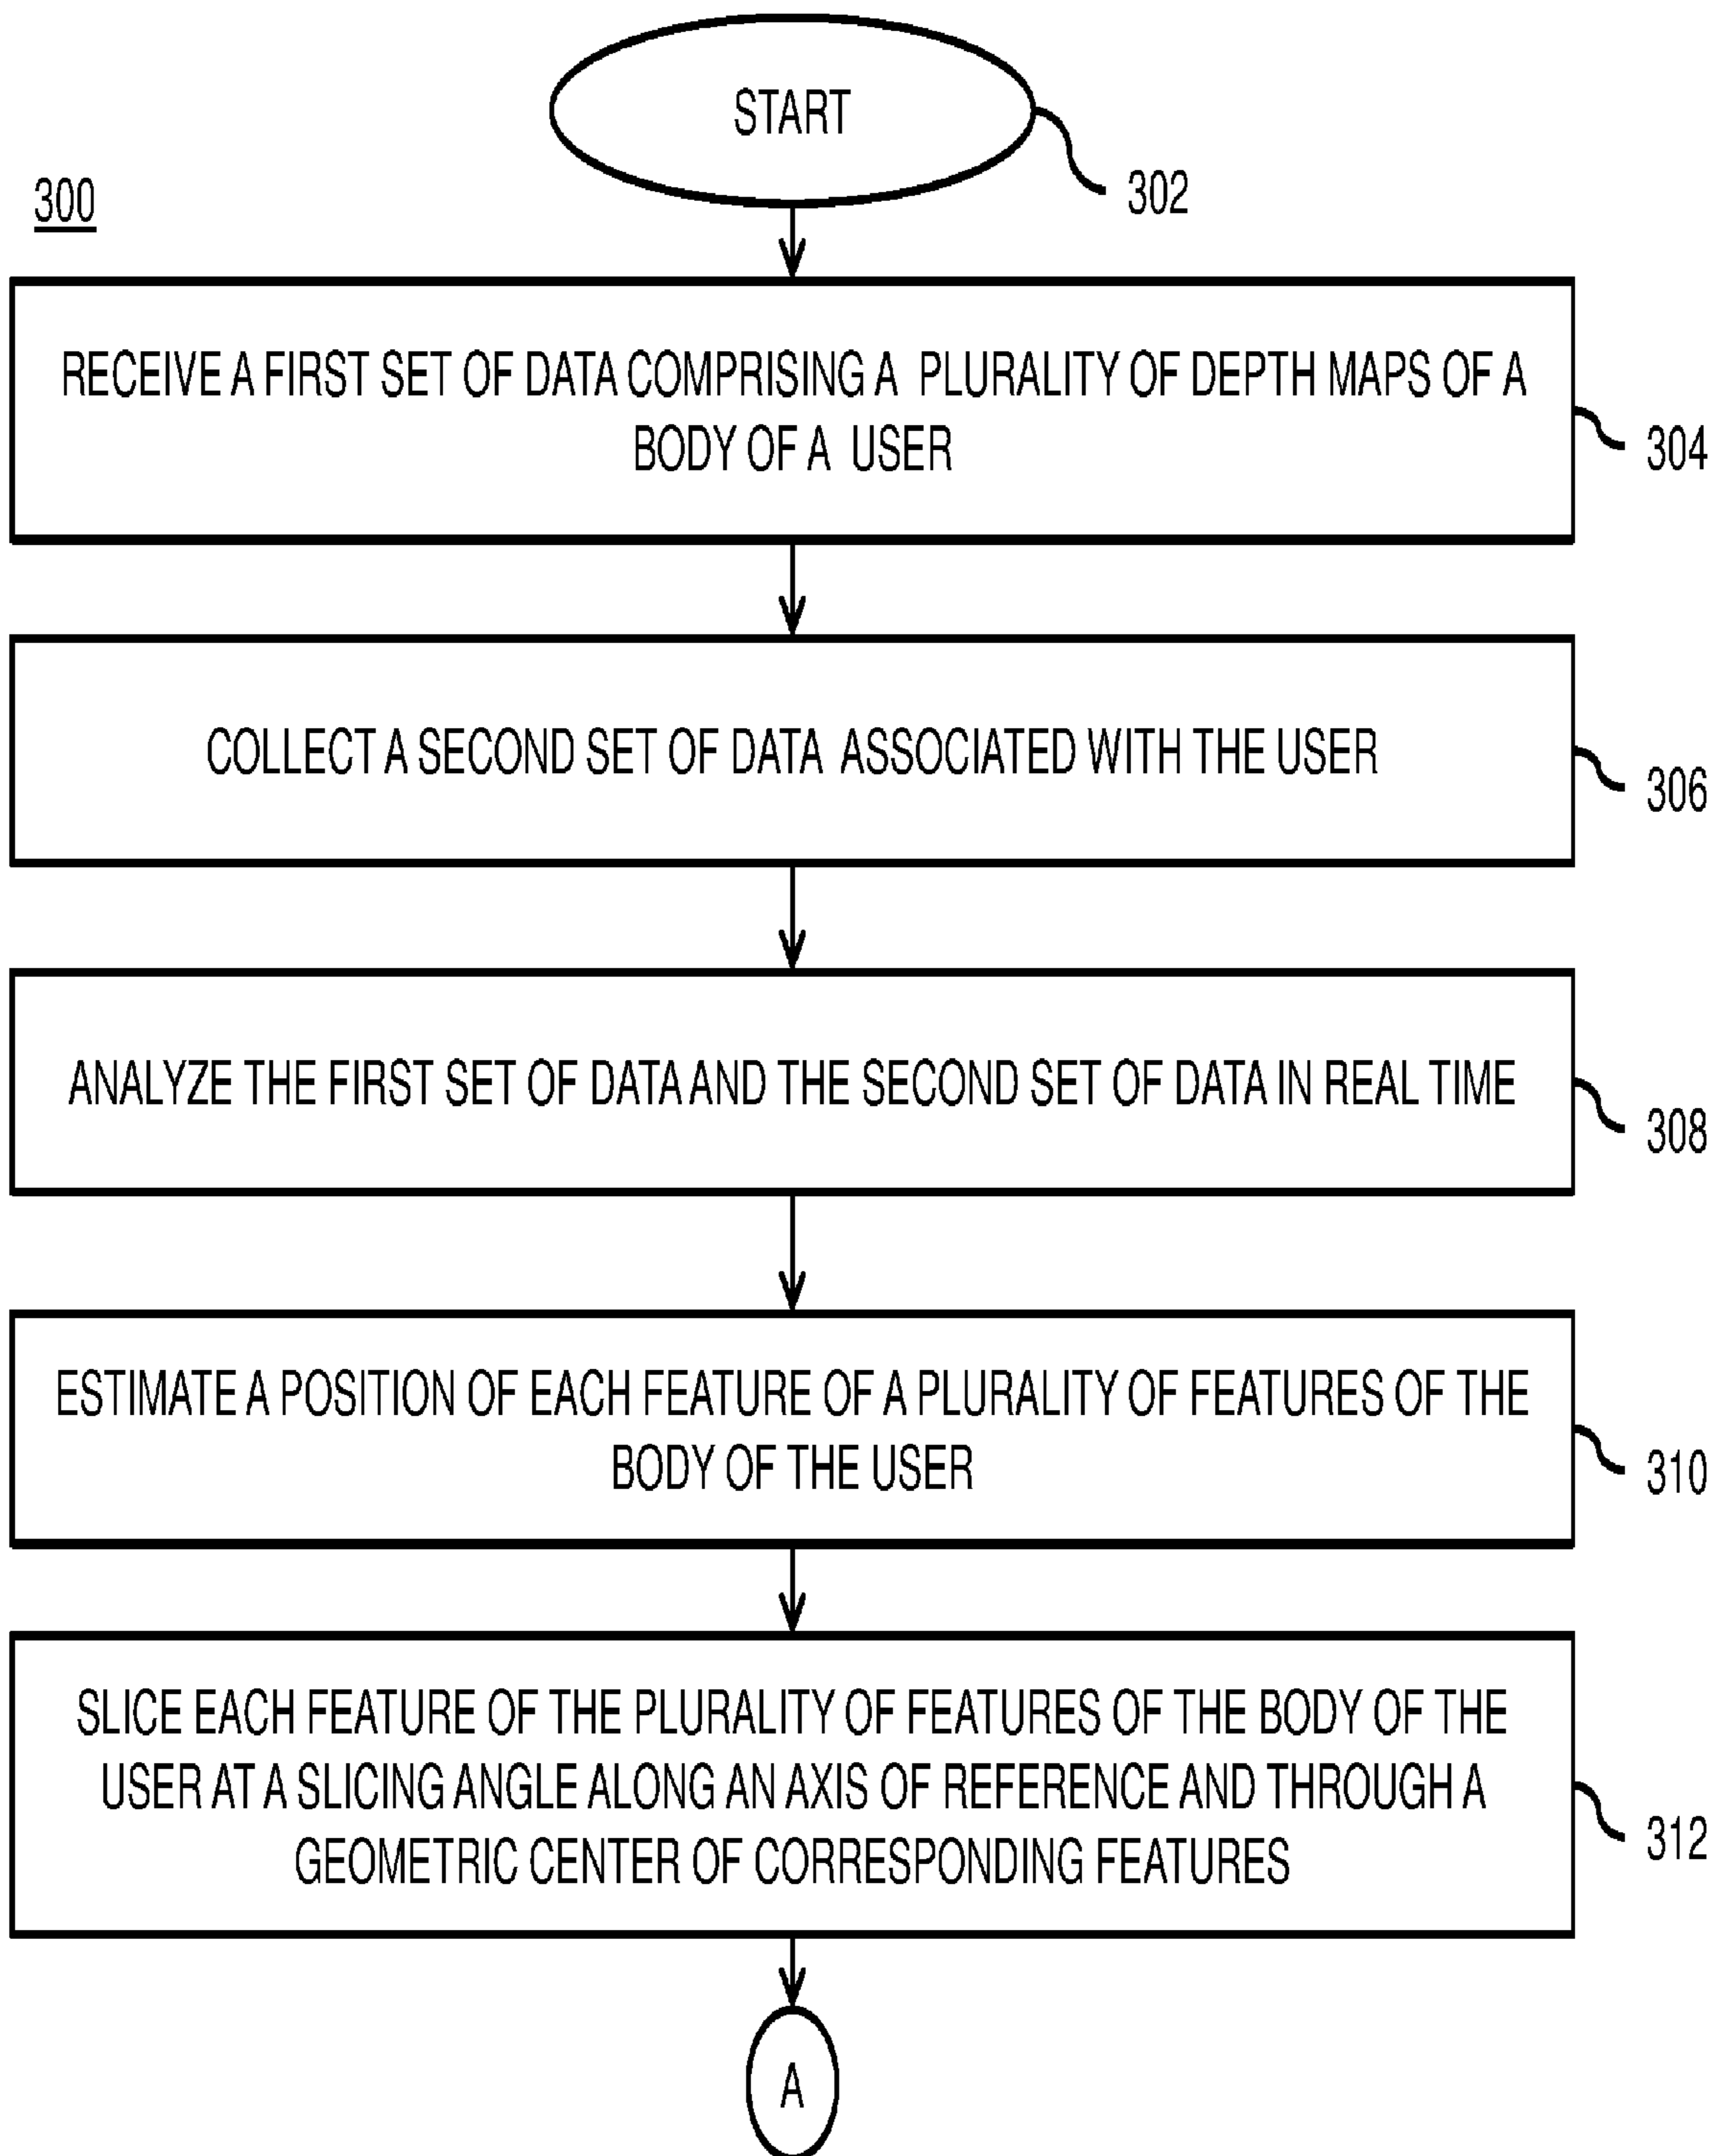 START
302
300
RECEIVE A FIRST SET OF DATA COMPRISING A PLURALITY OF DEPTH MAPS OF A
BODY OF A USER
304
COLLECT A SECOND SET OF DATA ASSOCIATED WITH THE USER
306
ANALYZE THE FIRST SET OF DATA AND THE SECOND SET OF DATA IN REAL TIME
308
ESTIMATE A POSITION OF EACH FEATURE OF A PLURALITY OF FEATURES OF THE
BODY OF THE USER
310
SLICE EACH FEATURE OF THE PLURALITY OF FEATURES OF THE BODY OF THE
USER AT A SLICING ANGLE ALONG AN AXIS OF REFERENCE AND THROUGH A
GEOMETRIC CENTER OF CORRESPONDING FEATURES
312
A